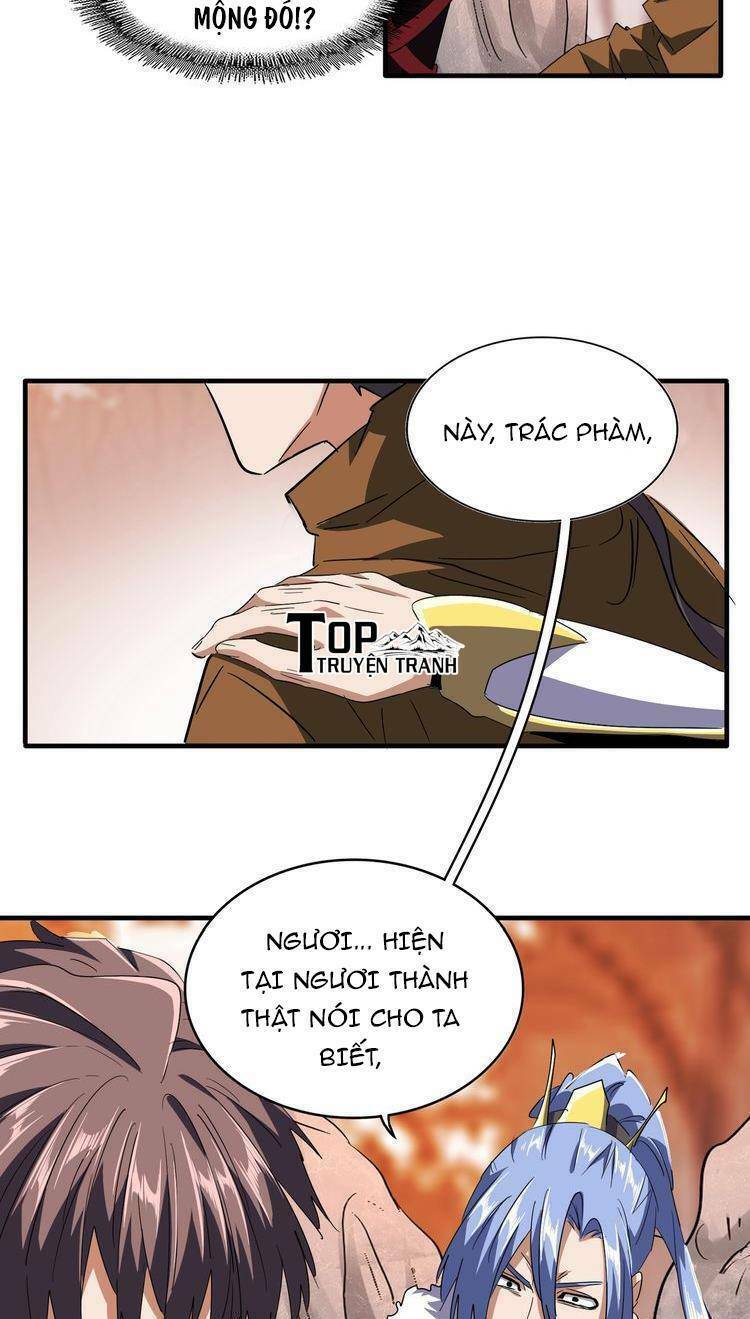 MỘNG ĐÓ!?
NÀY, TRÁC PHÀM,
TOP
TRUYỆN TRANH
NGƯƠI... HIỆN
TẠI NGƯƠI THÀNH
THẬT NÓI CHO TA
BIẾT,